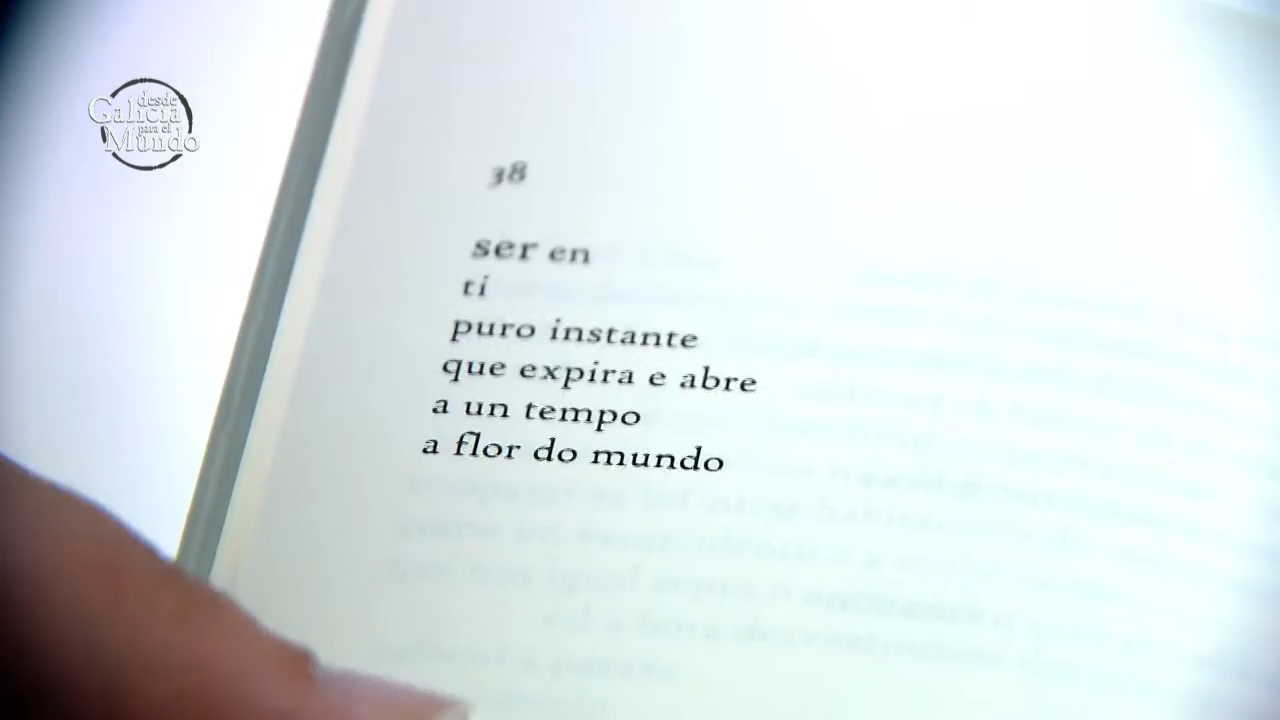 desde
Galicia
para el
Mundo
38
ser en
ti
puro instante
que expira e abre
a un tempo
a flor do mundo